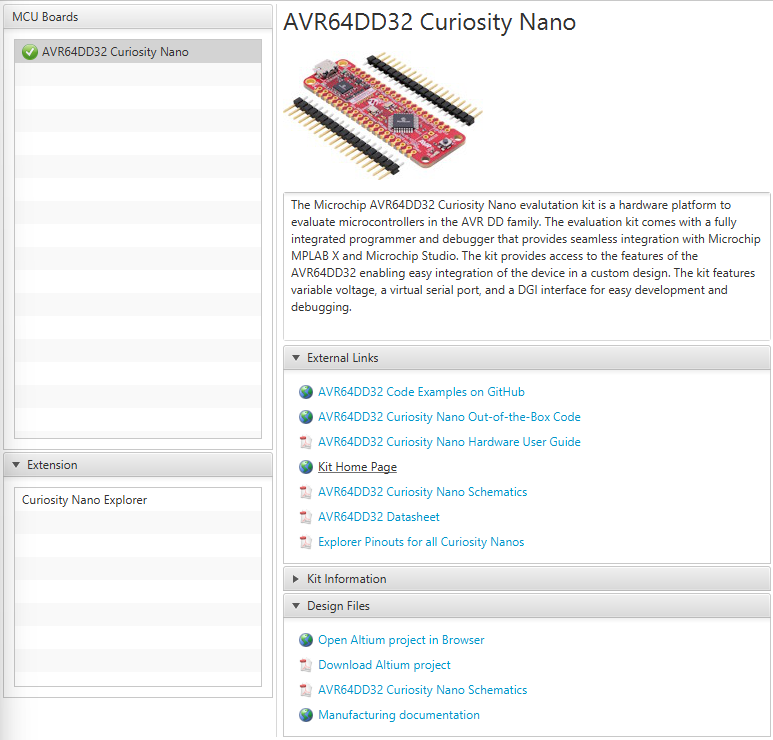 MCU Boards
AVR64DD32 Curiosity Nano
Extension
Curiosity Nano Explorer
AVR64DD32 Curiosity Nano
The Microchip AVR64DD32 Curiosity Nano evalutation kit is a hardware platform to
evaluate microcontrollers in the AVR DD family. The evaluation kit comes with a fully
integrated programmer and debugger that provides seamless integration with Microchip
MPLAB X and Microchip Studio. The kit provides access to the features of the
AVR64DD32 enabling easy integration of the device in a custom design. The kit features
variable voltage, a virtual serial port, and a DGI interface for easy development and
debugging.
External Links
AVR64DD32 Code Examples on GitHub
AVR64DD32 Curiosity Nano Out-of-the-Box Code
AVR64DD32 Curiosity Nano Hardware User Guide
Kit Home Page
AVR64DD32 Curiosity Nano Schematics
AVR64DD32 Datasheet
Explorer Pinouts for all Curiosity Nanos
Kit Information
Design Files
Open Altium project in Browser
Download Altium project
AVR64DD32 Curiosity Nano Schematics
Manufacturing documentation